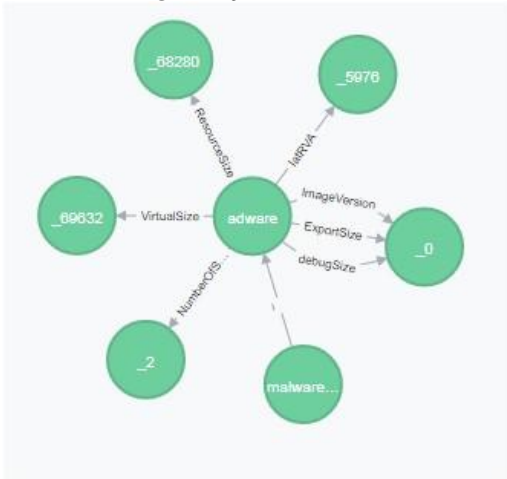 _68280
_5976
ResourceSize
IatRVA
ImageVersion
_69632
VirtualSize
adware
ExportSize
_0
debugSize
NumberOfS...
_2
malware...